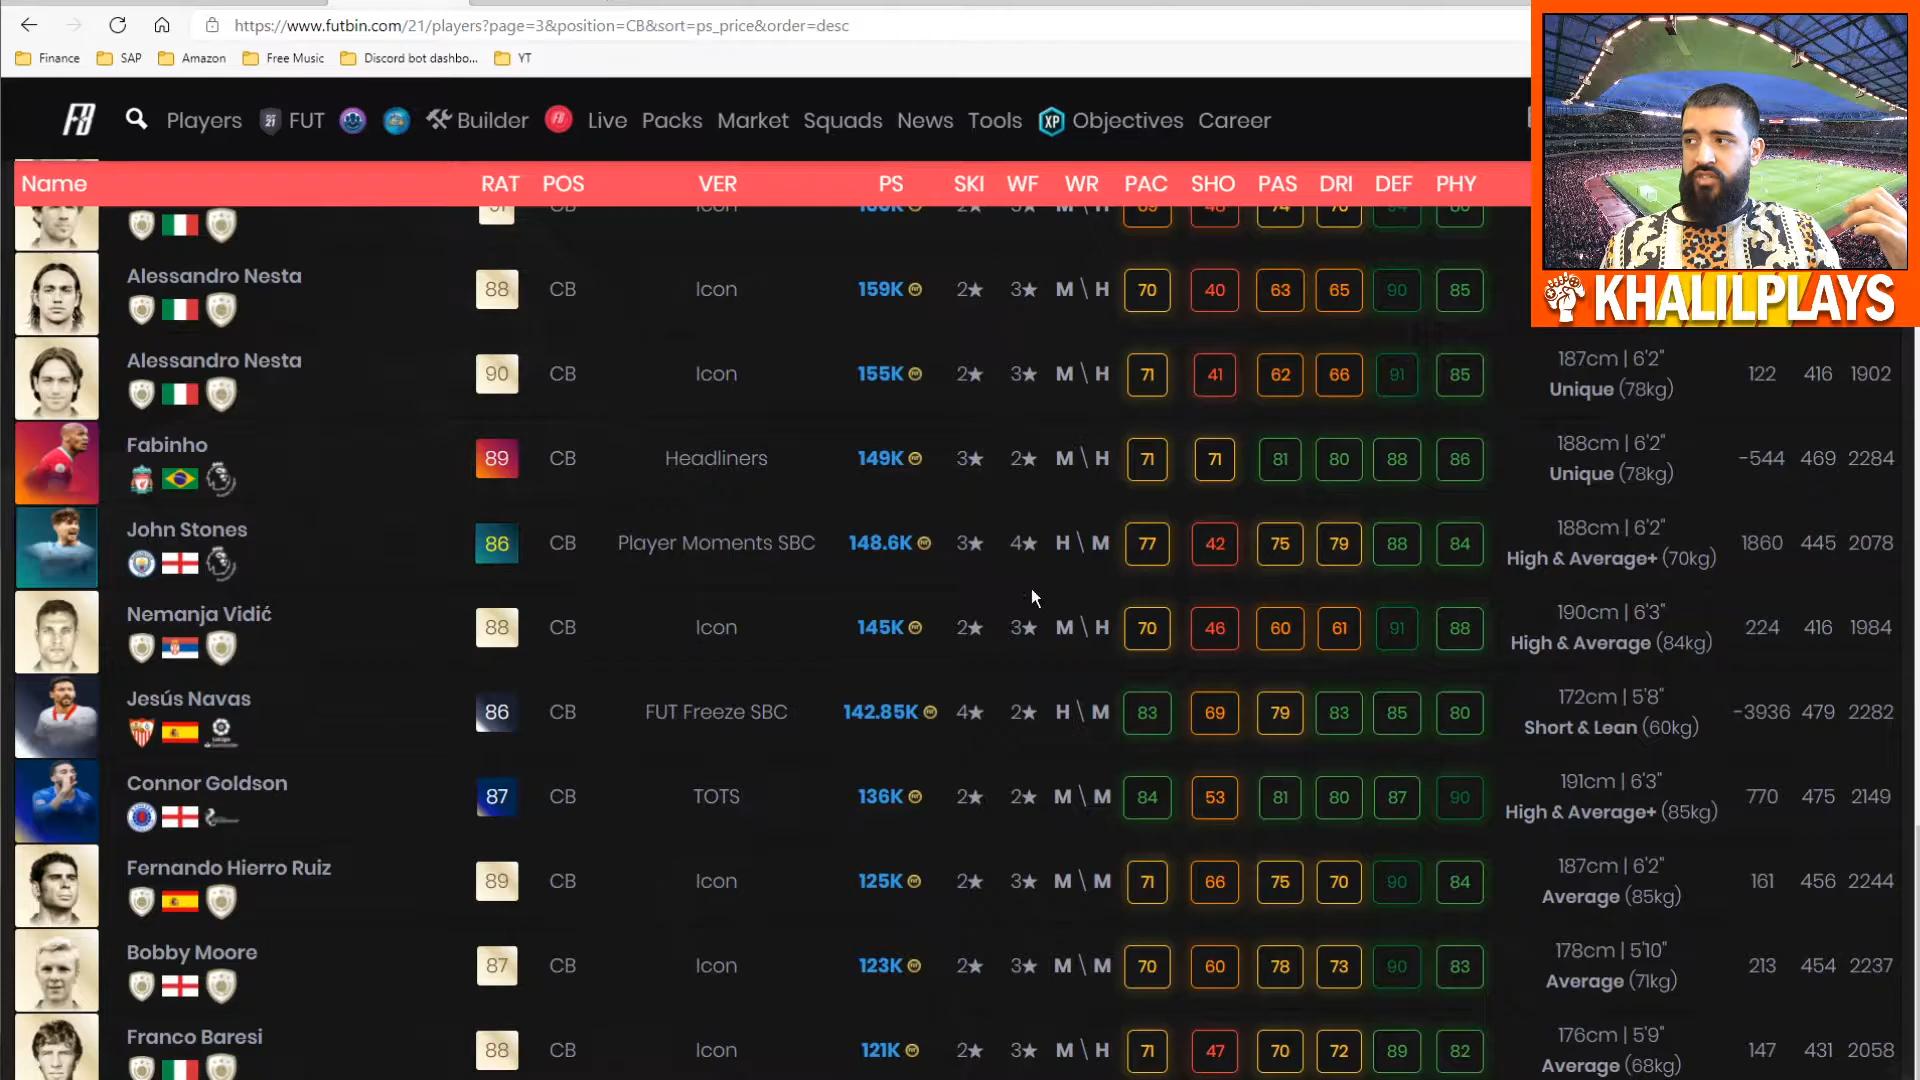 https://www.futbin.com/21/players?page=3&position=CB&sort=ps_price&order=desc
Finance SAP Amazon Free Music Discord bot dashbo... YT
FB Players FUT Builder Live Packs Market Squads News Tools XP Objectives Career
Name RAT POS VER PS SKI WF WR PAC SHO PAS DRI DEF PHY
KHALILPLAYS
Alessandro Nesta 88 CB Icon 159K 2★ 3★ M \ H 70 40 63 65 90 85
Alessandro Nesta 90 CB Icon 155K 2★ 3★ M \ H 71 41 62 66 91 85 187cm | 6'2" Unique (78kg) 122 416 1902
Fabinho 89 CB Headliners 149K 3★ 2★ M \ H 71 71 81 80 88 86 188cm | 6'2" Unique (78kg) -544 469 2284
John Stones 86 CB Player Moments SBC 148.6K 3★ 4★ H \ M 77 42 75 79 88 84 188cm | 6'2" High & Average+ (70kg) 1860 445 2078
Nemanja Vidić 88 CB Icon 145K 2★ 3★ M \ H 70 46 60 61 91 88 190cm | 6'3" High & Average (84kg) 224 416 1984
Jesús Navas 86 CB FUT Freeze SBC 142.85K 4★ 2★ H \ M 83 69 79 83 85 80 172cm | 5'8" Short & Lean (60kg) -3936 479 2282
Connor Goldson 87 CB TOTS 136K 2★ 2★ M \ M 84 53 81 80 87 90 191cm | 6'3" High & Average+ (85kg) 770 475 2149
Fernando Hierro Ruiz 89 CB Icon 125K 2★ 3★ M \ M 71 66 75 70 90 84 187cm | 6'2" Average (85kg) 161 456 2244
Bobby Moore 87 CB Icon 123K 2★ 3★ M \ M 70 60 78 73 90 83 178cm | 5'10" Average (71kg) 213 454 2237
Franco Baresi 88 CB Icon 121K 2★ 3★ M \ H 71 47 70 72 89 82 176cm | 5'9" Average (68kg) 147 431 2058